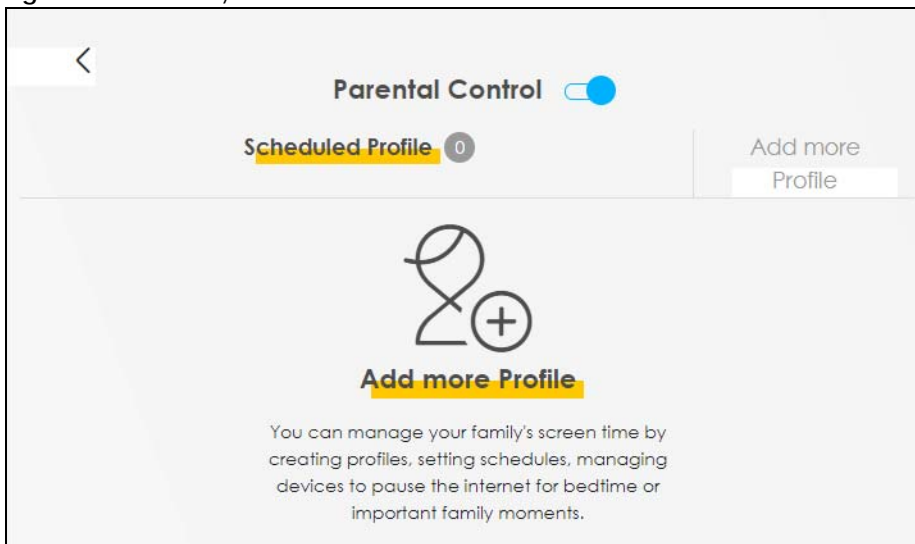 Parental Control
Scheduled Profile 0
Add more
Profile
Add more Profile
You can manage your family's screen time by
creating profiles, setting schedules, managing
devices to pause the internet for bedtime or
important family moments.